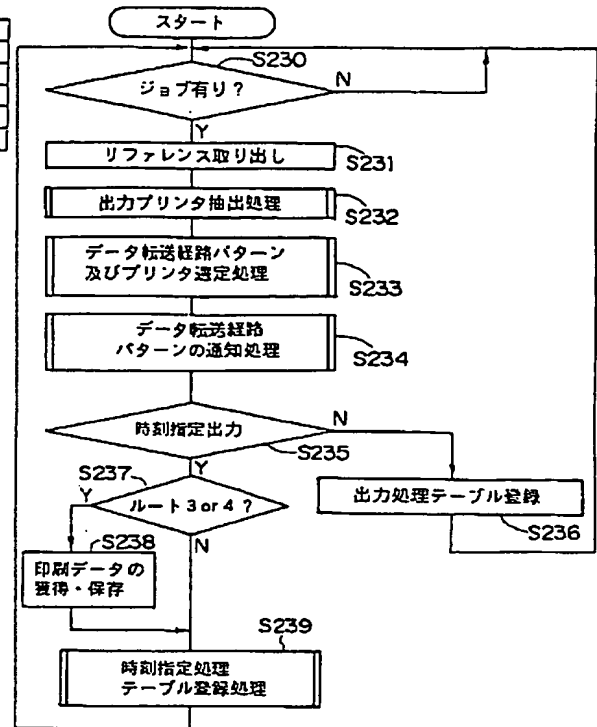 スタート
S230
ジョブ有り?
N
Y
リファレンス取り出し
S231
出力プリンタ抽出処理
S232
データ転送経路パターン
及びプリンタ選定処理
S233
データ転送経路
パターンの通知処理
S234
時刻指定出力
N
S235
Y
出力処理テーブル登録
S236
S237
Y
ルート3or4?
N
S238
印刷データの
獲得・保存
S239
時刻指定処理
テーブル登録処理